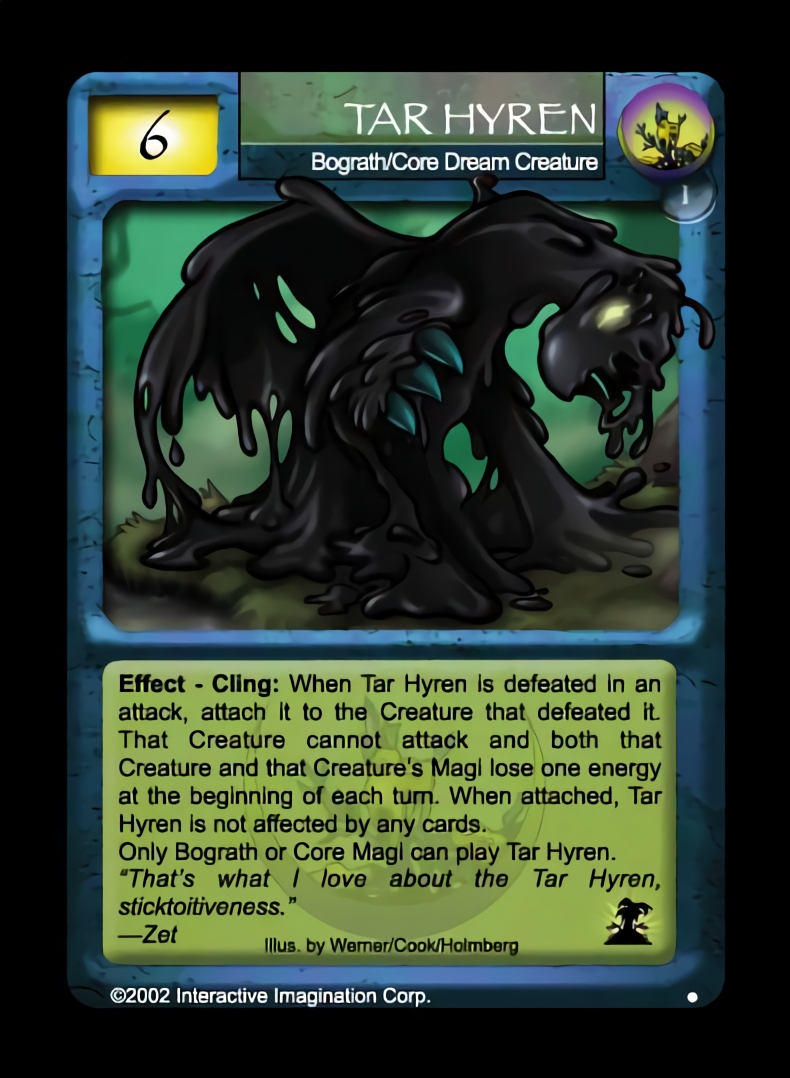 6
TAR HYREN
Bograth/Core Dream Creature
1
Effect - Cling: When Tar Hyren is defeated in an
attack, attach it to the Creature that defeated it.
That Creature cannot attack and both that
Creature and that Creature's Magi lose one energy
at the beginning of each turn. When attached, Tar
Hyren is not affected by any cards.
Only Bograth or Core Magi can play Tar Hyren.
"That's what I love about the Tar Hyren,
sticktoitiveness."
—Zet
Illus. by Werner/Cook/Holmberg
©2002 Interactive Imagination Corp.